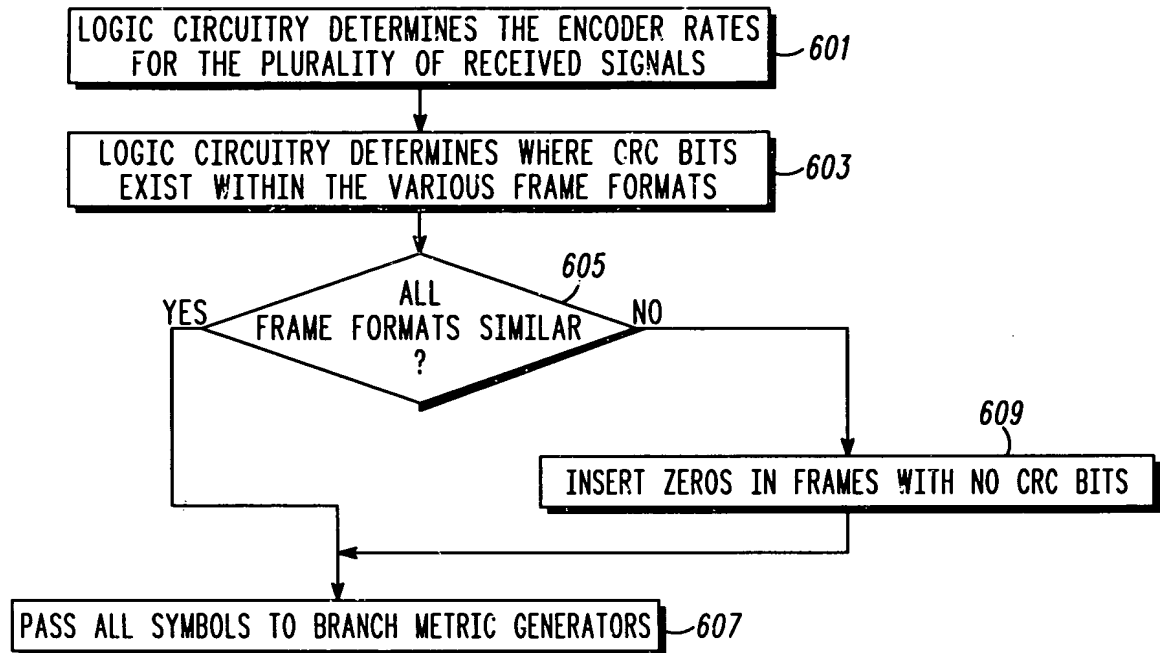 LOGIC CIRCUITRY DETERMINES THE ENCODER RATES
FOR THE PLURALITY OF RECEIVED SIGNALS
601
LOGIC CIRCUITRY DETERMINES WHERE CRC BITS
EXIST WITHIN THE VARIOUS FRAME FORMATS
603
605
ALL
YES
FRAME FORMATS SIMILAR
NO
?
609
INSERT ZEROS IN FRAMES WITH NO CRC BITS
PASS ALL SYMBOLS TO BRANCH METRIC GENERATORS
607